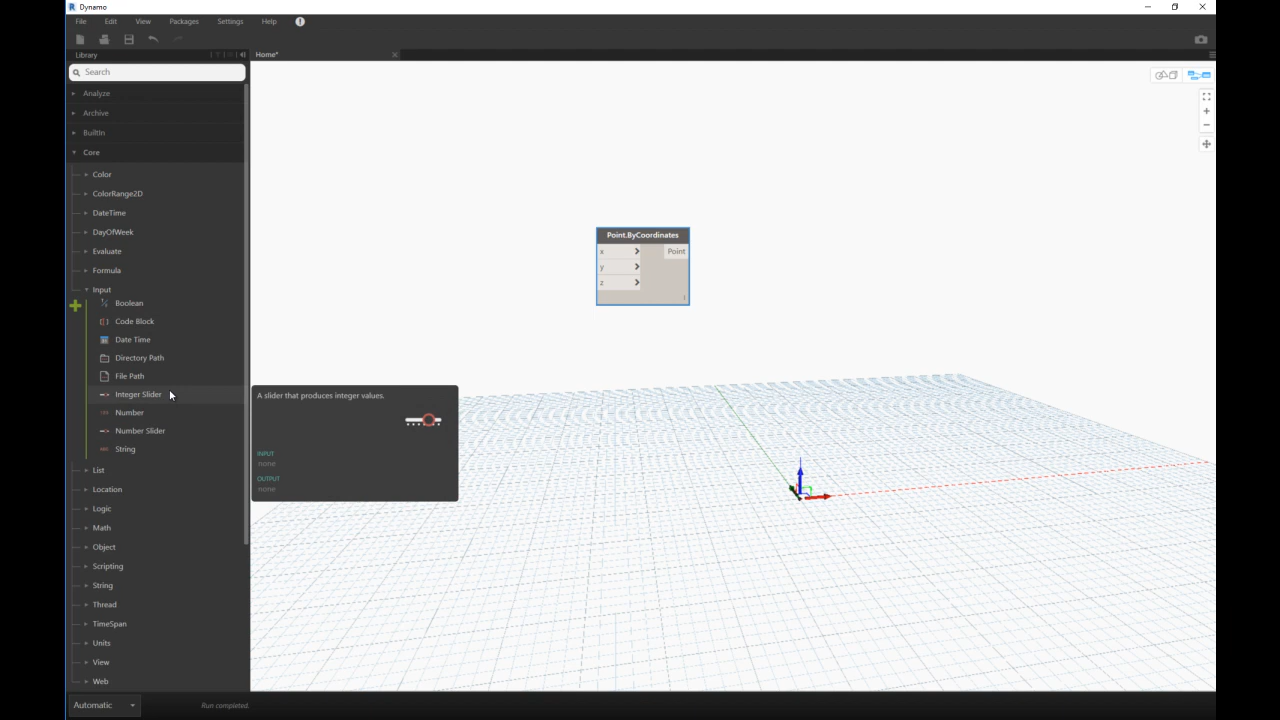 Dynamo
File Edit View Packages Settings Help
Library
Home*
Search
Analyze
Archive
BuiltIn
Core
Color
ColorRange2D
DateTime
DayOfWeek
Evaluate
Formula
Input
Boolean
Code Block
Date Time
Directory Path
File Path
Integer Slider
Number
Number Slider
String
List
Location
Logic
Math
Object
Scripting
String
Thread
TimeSpan
Units
View
Web
Point.ByCoordinates
x Point
y
z
A slider that produces integer values.
INPUT
none
OUTPUT
none
Automatic
Run completed.